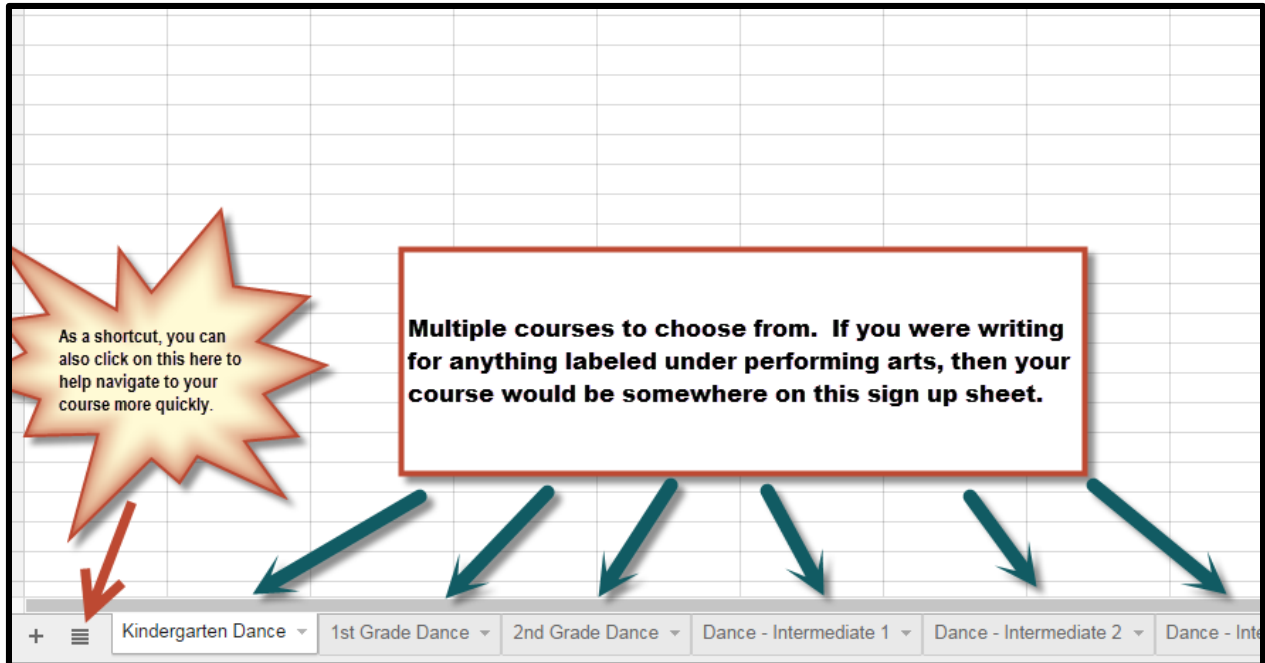 As a shortcut, you can
also click on this here to
help navigate to your
course more quickly.
Multiple courses to choose from.  If you were writing
for anything labeled under performing arts, then your
course would be somewhere on this sign up sheet.
+ Kindergarten Dance 1st Grade Dance 2nd Grade Dance Dance - Intermediate 1 Dance - Intermediate 2 Dance - Inte